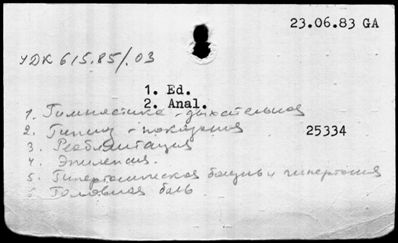 23.06.83 GA
УДК 615.85/.03
1. Ed.
2. Anal.
1. Гимнастика - дыхательная
2. Гипноз - показания
25334
3. Реабилитация
4. Эпилепсия.
5. Гипертоническая болезнь и гипертония
6. Головная боль